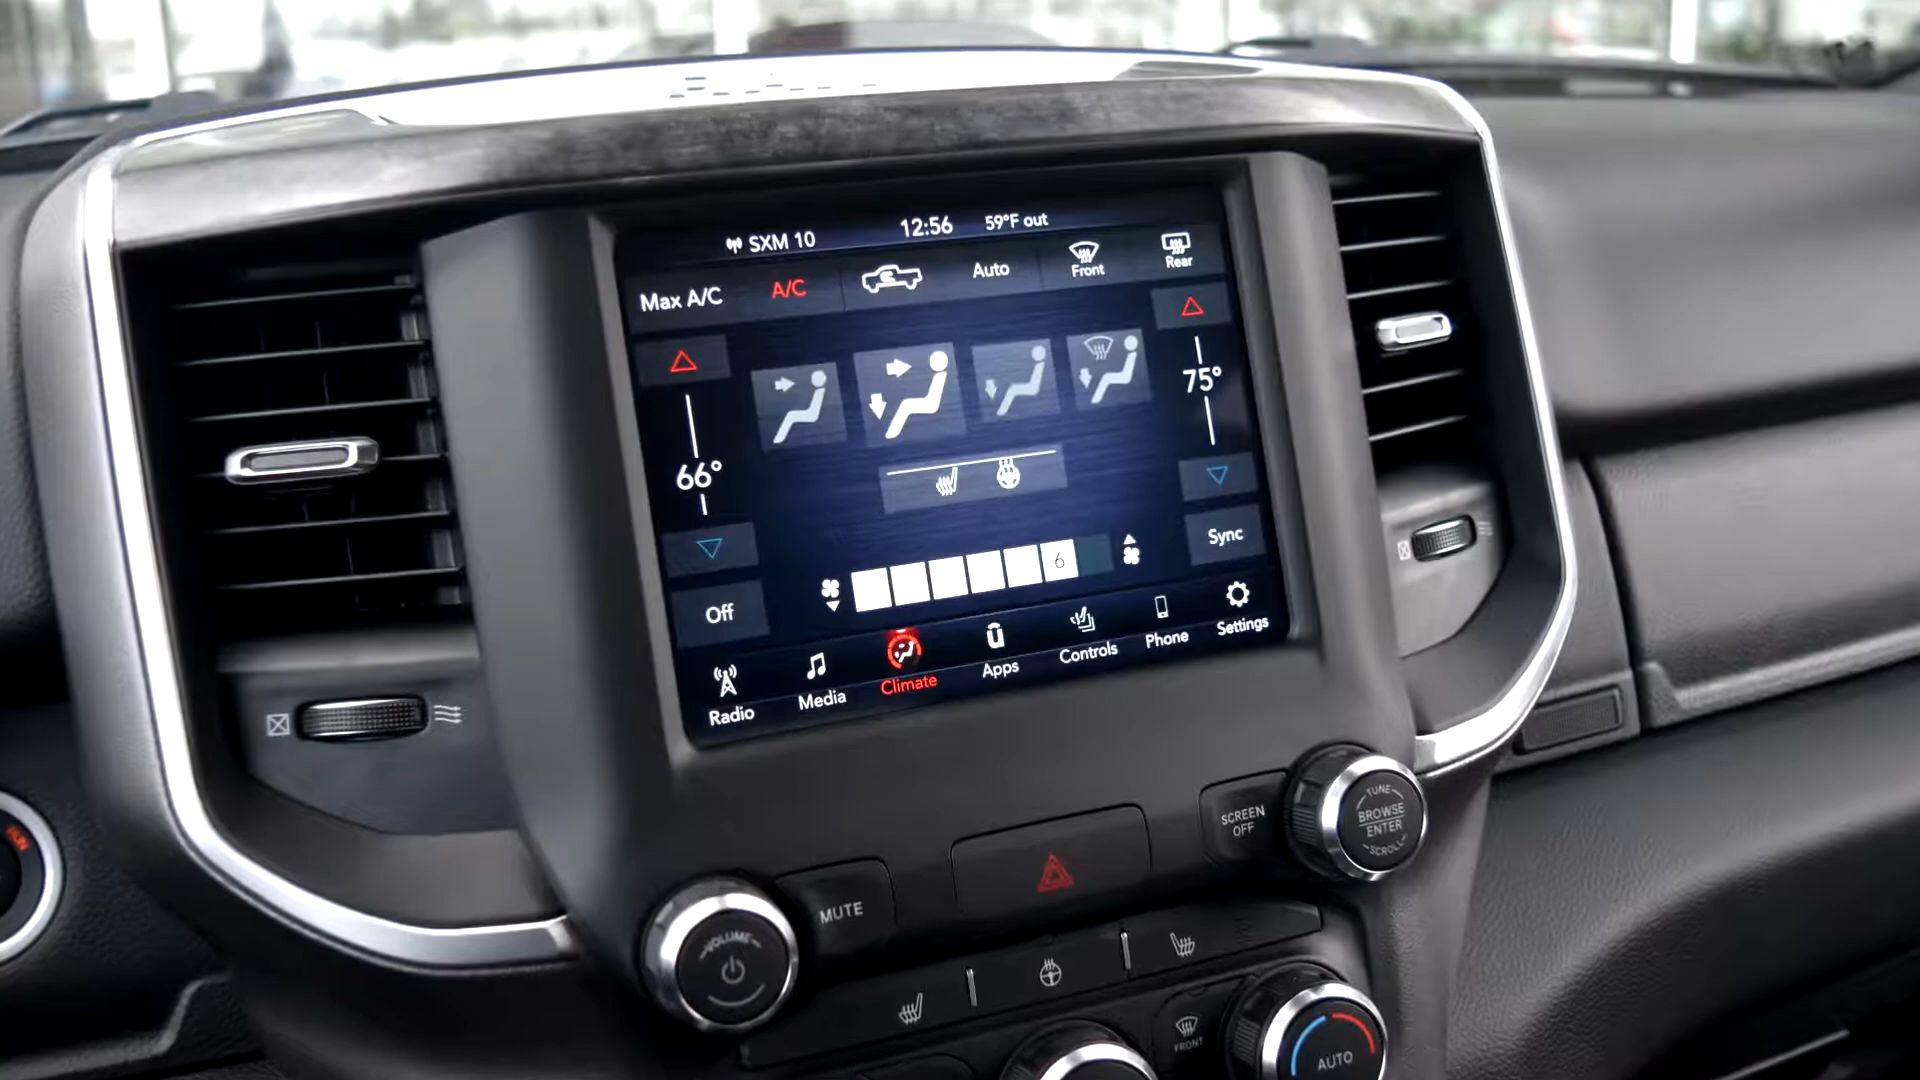 SXM 10 12:56 59°F out
Max A/C A/C Auto Front Rear
66°
75°
6
Off
Sync
Radio Media Climate Apps Controls Phone Settings
RUN
VOLUME
MUTE
SCREEN
OFF
TUNE
BROWSE
ENTER
SCROLL
FRONT
AUTO